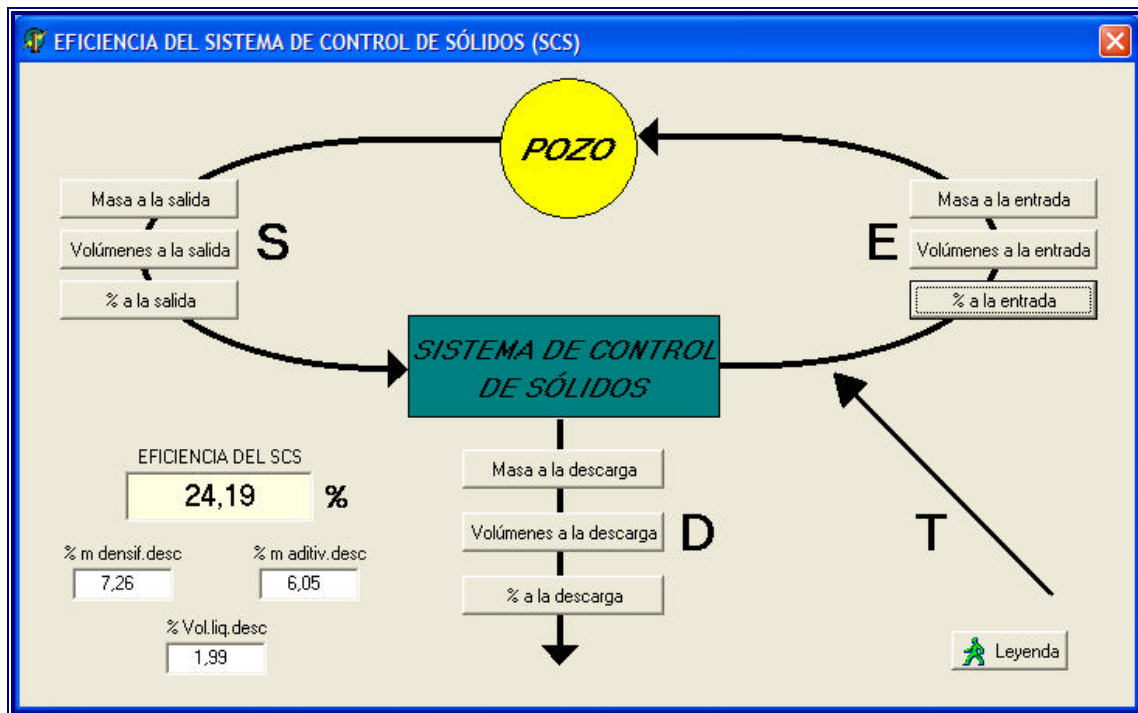 EFICIENCIA DEL SISTEMA DE CONTROL DE SÓLIDOS (SCS)
POZO
Masa a la salida
Volúmenes a la salida
% a la salida
S
E
Masa a la entrada
Volúmenes a la entrada
% a la entrada
SISTEMA DE CONTROL
DE SÓLIDOS
EFICIENCIA DEL SCS
24,19 %
% m densif.desc
7,26
% m aditiv.desc
6,05
% Vol.liq.desc
1,99
Masa a la descarga
Volúmenes a la descarga
% a la descarga
D
T
Leyenda